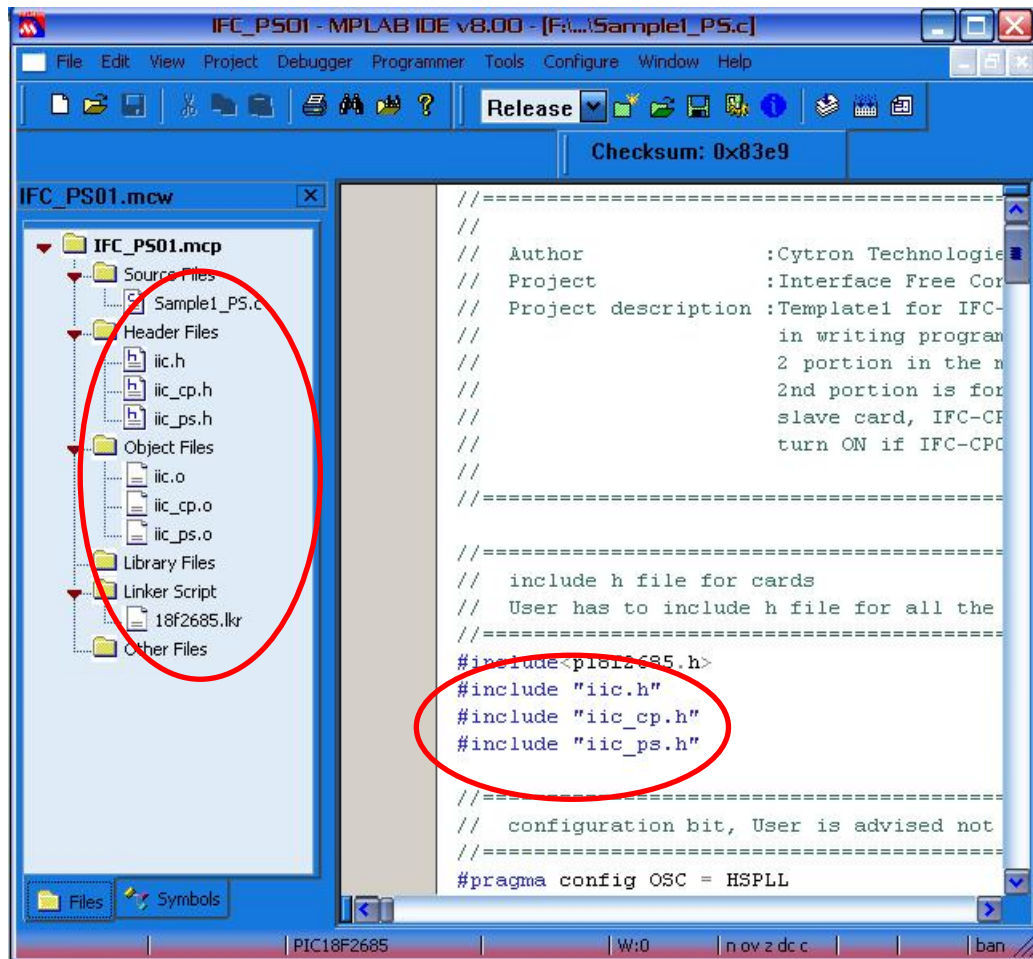 IFC_PS01 - MPLAB IDE v8.00 - [F:\...\Sample1_PS.c]
File Edit View Project Debugger Programmer Tools Configure Window Help
Release
Checksum: 0x83e9
IFC_PS01.mcw
IFC_PS01.mcp
Source Files
Sample1_PS.c
Header Files
iic.h
iic_cp.h
iic_ps.h
Object Files
iic.o
iic_cp.o
iic_ps.o
Library Files
Linker Script
18f2685.lkr
Other Files
Files
Symbols
//=========================================
//
// Author :Cytron Technologie
// Project :Interface Free Con
// Project description :Template1 for IFC-
// in writing program
// 2 portion in the m
// 2nd portion is for
// slave card, IFC-CP
// turn ON if IFC-CP0
//
//=========================================
//=========================================
// include h file for cards
// User has to include h file for all the
//=========================================
#include<p18f2685.h>
#include "iic.h"
#include "iic_cp.h"
#include "iic_ps.h"
//=========================================
// configuration bit, User is advised not
//=========================================
#pragma config OSC = HSPLL
PIC18F2685 W:0 n ov z dc c ban